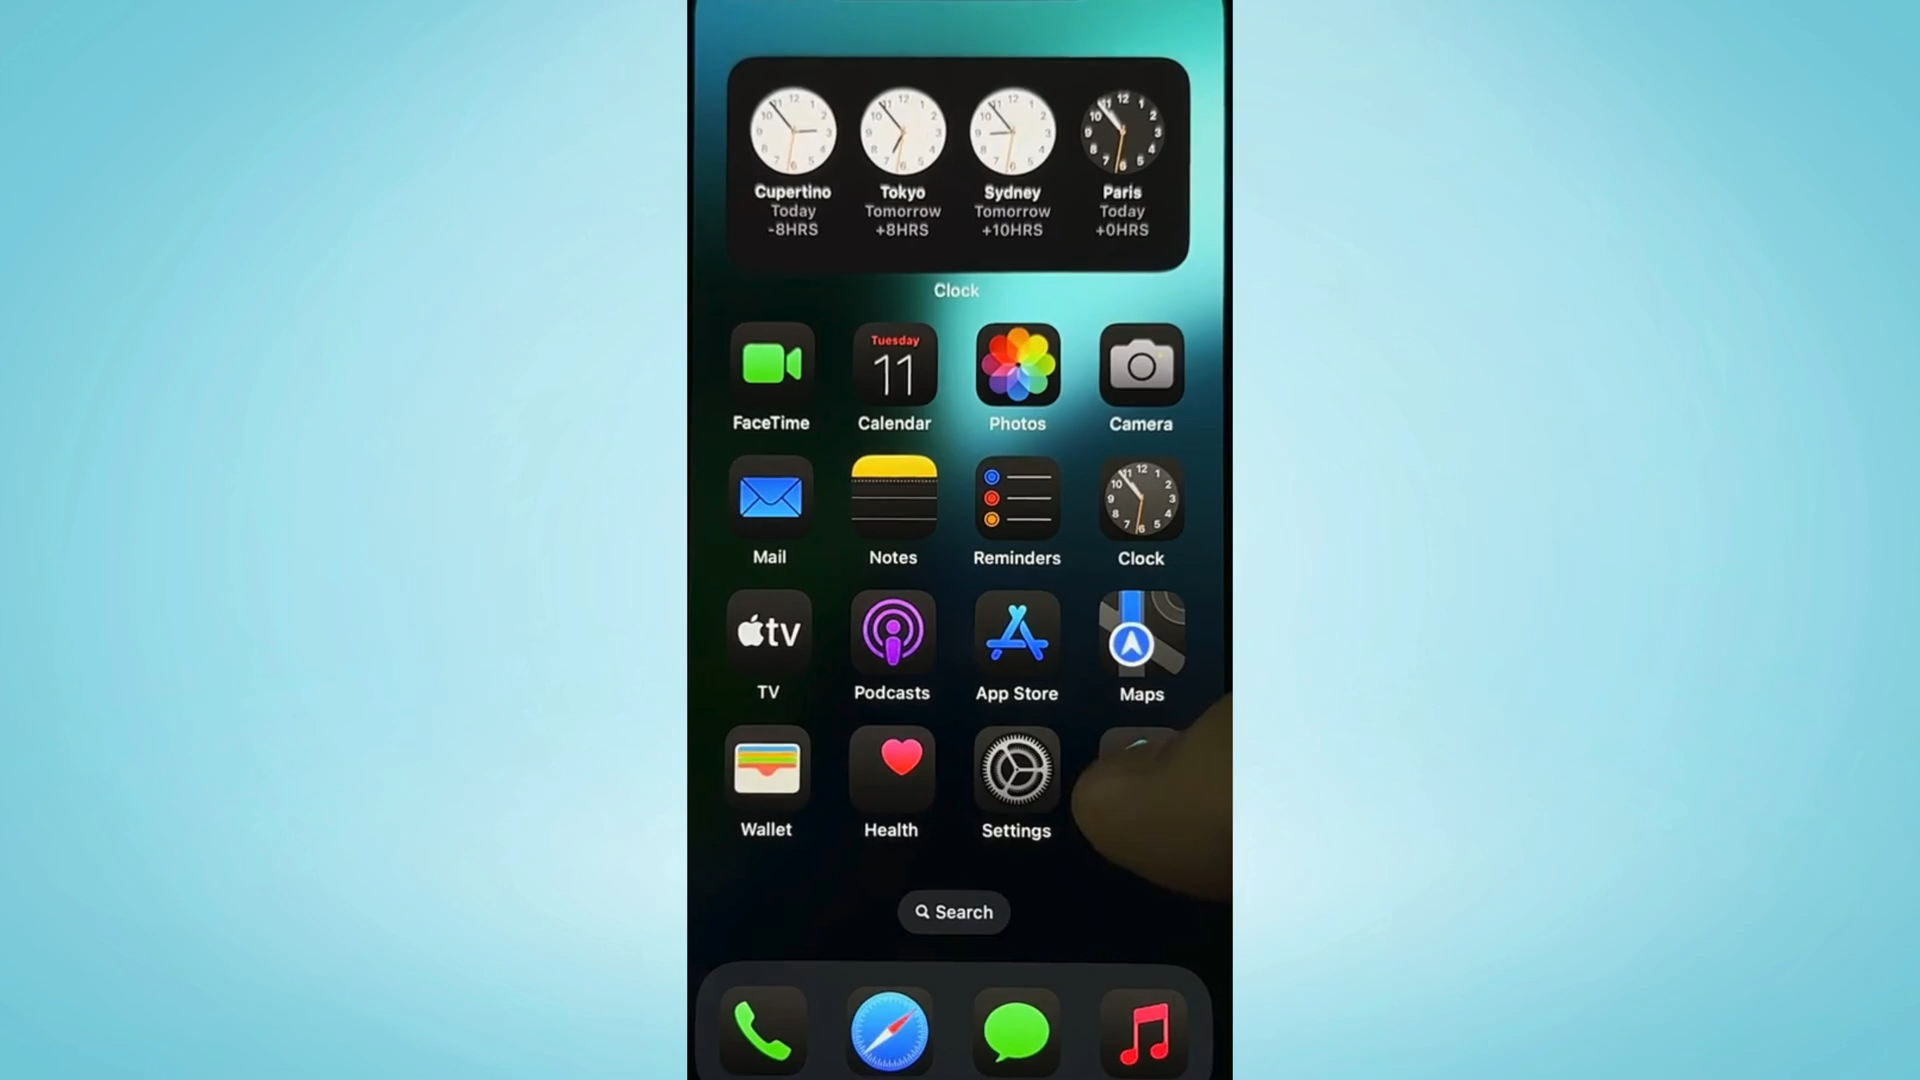 Cupertino Tokyo Sydney Paris
Today Tomorrow Tomorrow Today
-8HRS +8HRS +10HRS +0HRS
Clock
Tuesday
11
FaceTime Calendar Photos Camera
Mail Notes Reminders Clock
tv
TV Podcasts App Store Maps
Wallet Health Settings
Search